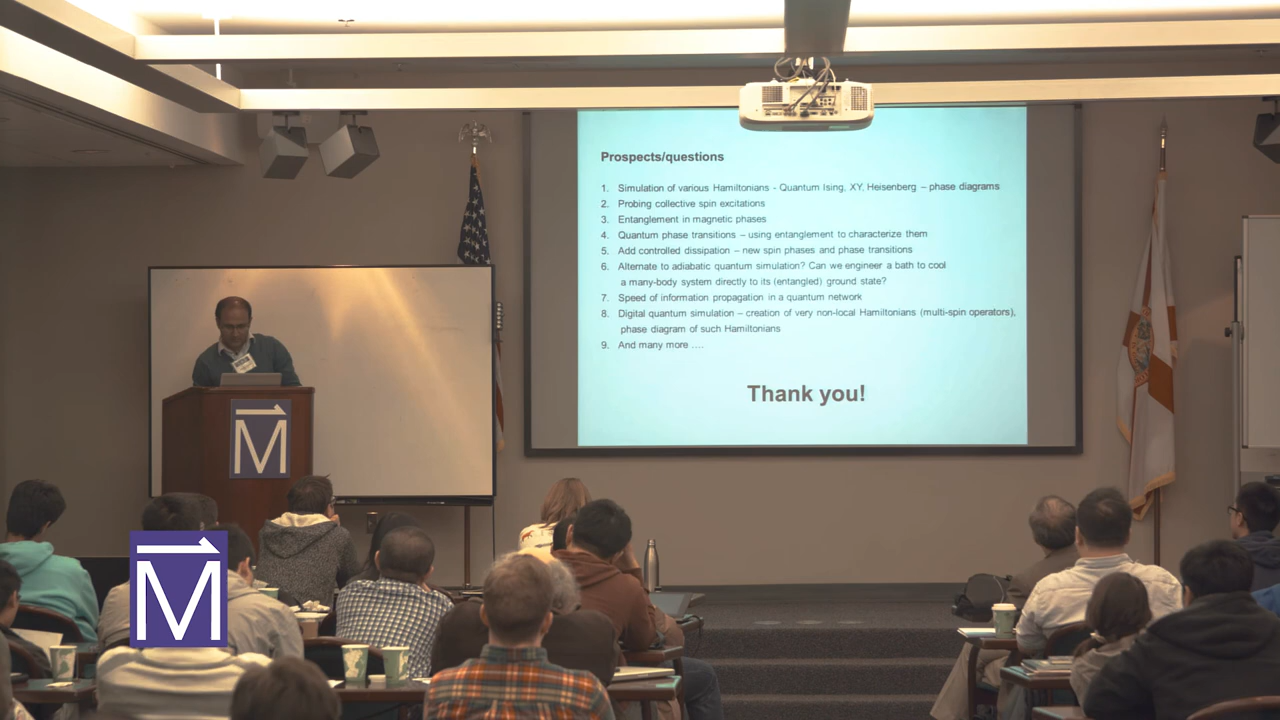 Prospects/questions
1. Simulation of various Hamiltonians - Quantum Ising, XY, Heisenberg – phase diagrams
2. Probing collective spin excitations
3. Entanglement in magnetic phases
4. Quantum phase transitions – using entanglement to characterize them
5. Add controlled dissipation – new spin phases and phase transitions
6. Alternate to adiabatic quantum simulation? Can we engineer a bath to cool
a many-body system directly to its (entangled) ground state?
7. Speed of information propagation in a quantum network
8. Digital quantum simulation – creation of very non-local Hamiltonians (multi-spin operators),
phase diagram of such Hamiltonians
9. And many more ….
Thank you!
M
M